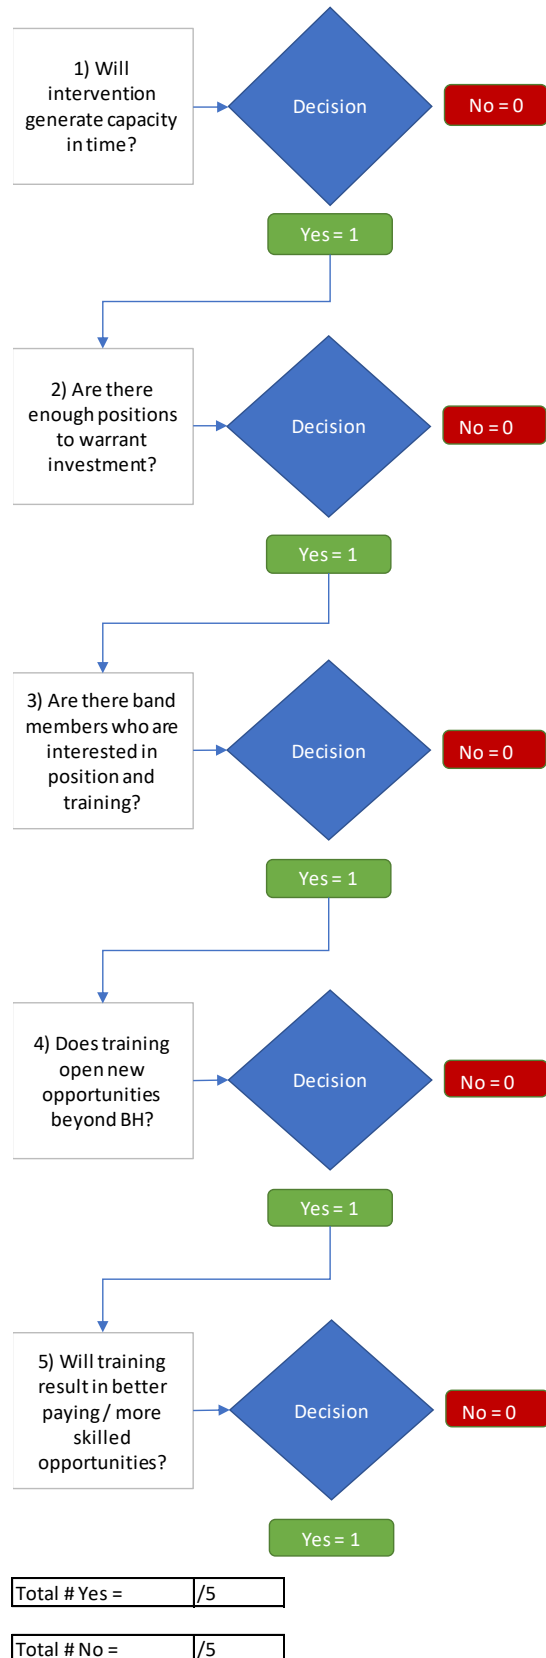 1) Will
intervention
generate capacity
in time?
Decision
No = 0
Yes = 1
2) Are there
enough positions
to warrant
investment?
Decision
No = 0
Yes = 1
3) Are there band
members who are
interested in
position and
training?
Decision
No = 0
Yes = 1
4) Does training
open new
opportunities
beyond BH?
Decision
No = 0
Yes = 1
5) Will training
result in better
paying / more
skilled
opportunities?
Decision
No = 0
Yes = 1
Total # Yes = /5
Total # No = /5